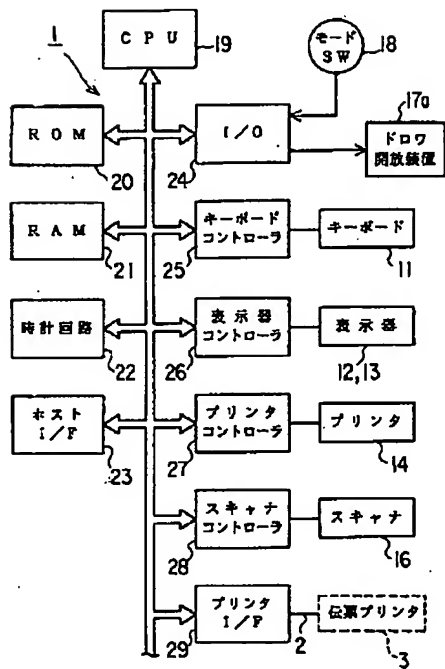 1
CPU
19
モード
SW
18
ROM
20
I/O
24
17a
ドロワ
開放装置
RAM
21
キーボード
コントローラ
25
キーボード
11
時計回路
22
表示器
コントローラ
26
表示器
12,13
ホスト
I/F
23
プリンタ
コントローラ
27
プリンタ
14
スキャナ
コントローラ
28
スキャナ
16
プリンタ
I/F
29
2
伝票プリンタ
3